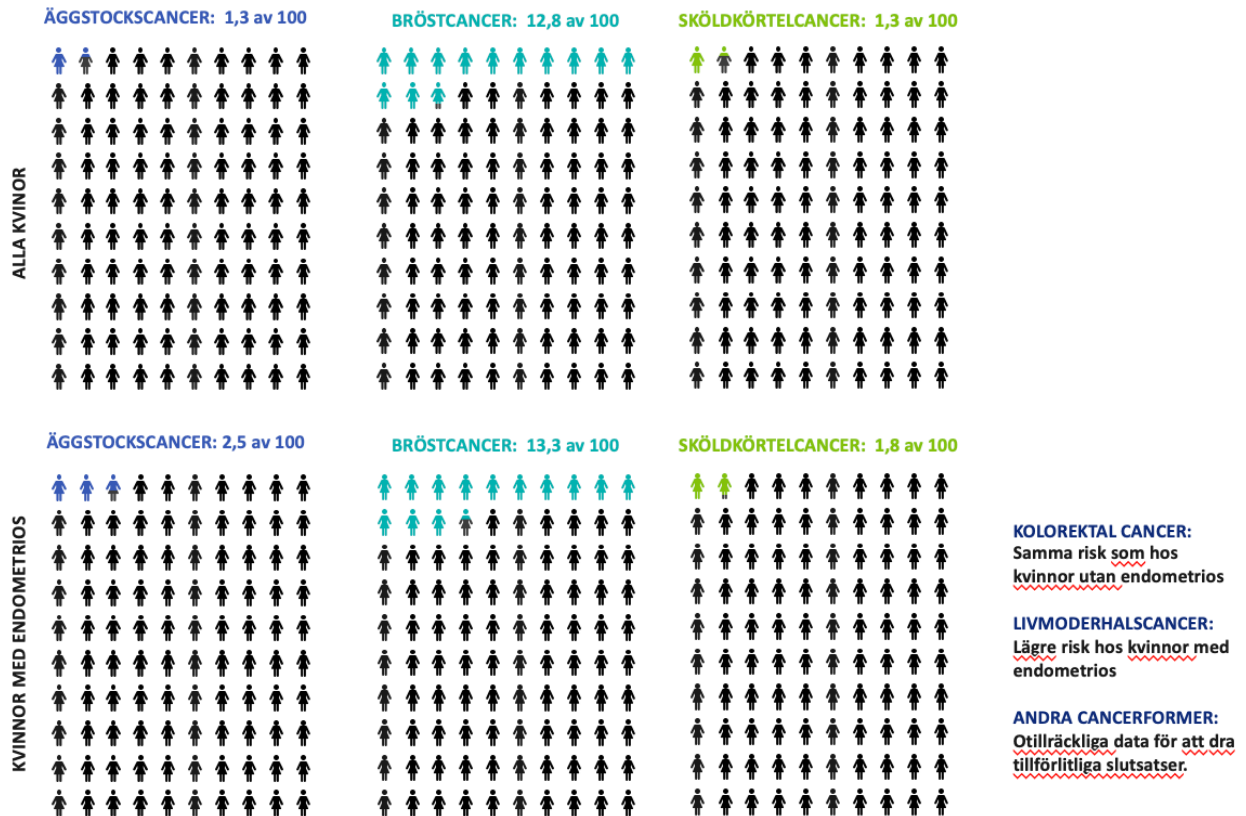 ÄGGSTOCKSCANCER: 1,3 av 100
BRÖSTCANCER: 12,8 av 100
SKÖLDKÖRTELCANCER: 1,3 av 100
ALLA KVINOR
ÄGGSTOCKSCANCER: 2,5 av 100
BRÖSTCANCER: 13,3 av 100
SKÖLDKÖRTELCANCER: 1,8 av 100
KVINNOR MED ENDOMETRIOS
KOLOREKTAL CANCER:
Samma risk som hos
kvinnor utan endometrios
LIVMODERHALSCANCER:
Lägre risk hos kvinnor med
endometrios
ANDRA CANCERFORMER:
Otillräckliga data för att dra
tillförlitliga slutsatser.